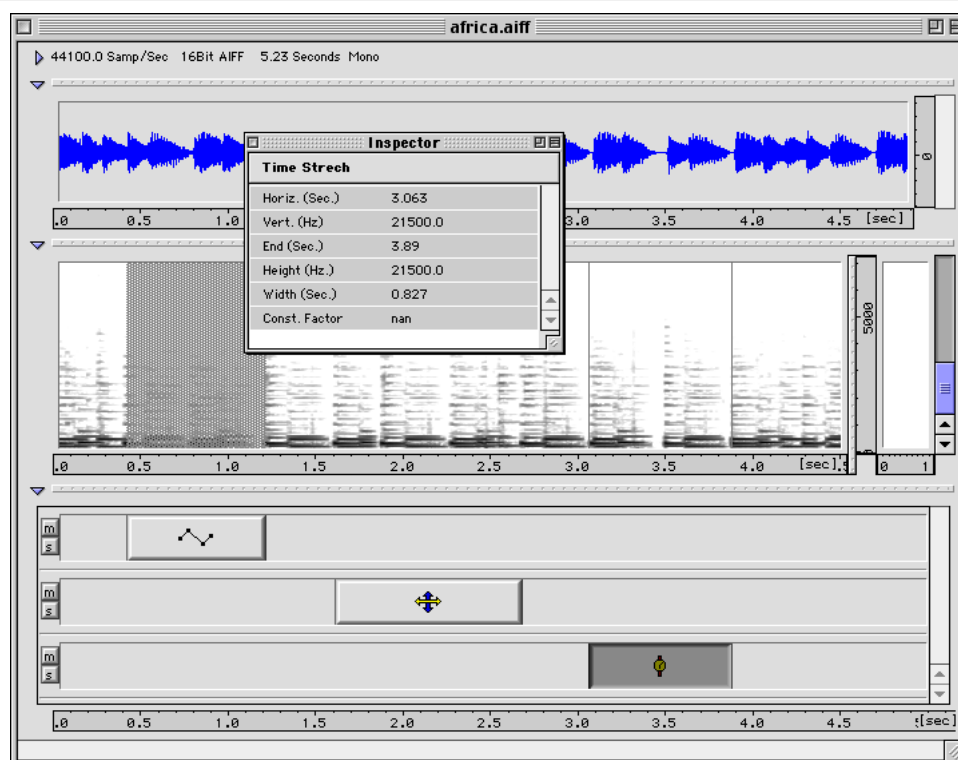 africa.aiff
44100.0 Samp/Sec 16Bit AIFF 5.23 Seconds Mono
0
.0 0.5 1.0 3.0 3.5 4.0 4.5 [sec]
Inspector
Time Strech
Horiz. (Sec.) 3.063
Vert. (Hz) 21500.0
End (Sec.) 3.89
Height (Hz.) 21500.0
Width (Sec.) 0.827
Const. Factor nan
5000
.0 0.5 1.0 1.5 2.0 2.5 3.0 3.5 4.0 [sec] 0 1
m
s
m
s
m
s
.0 0.5 1.0 1.5 2.0 2.5 3.0 3.5 4.0 4.5 [sec]